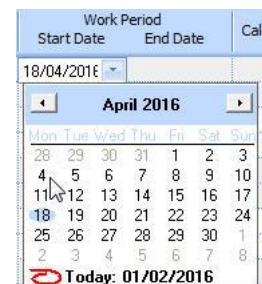 Work Period
Start Date End Date Cal
18/04/2016
April 2016
Mon Tue Wed Thu Fri Sat Sun
28 29 30 31 1 2 3
4 5 6 7 8 9 10
11 12 13 14 15 16 17
18 19 20 21 22 23 24
25 26 27 28 29 30 1
2 3 4 5 6 7 8
Today: 01/02/2016